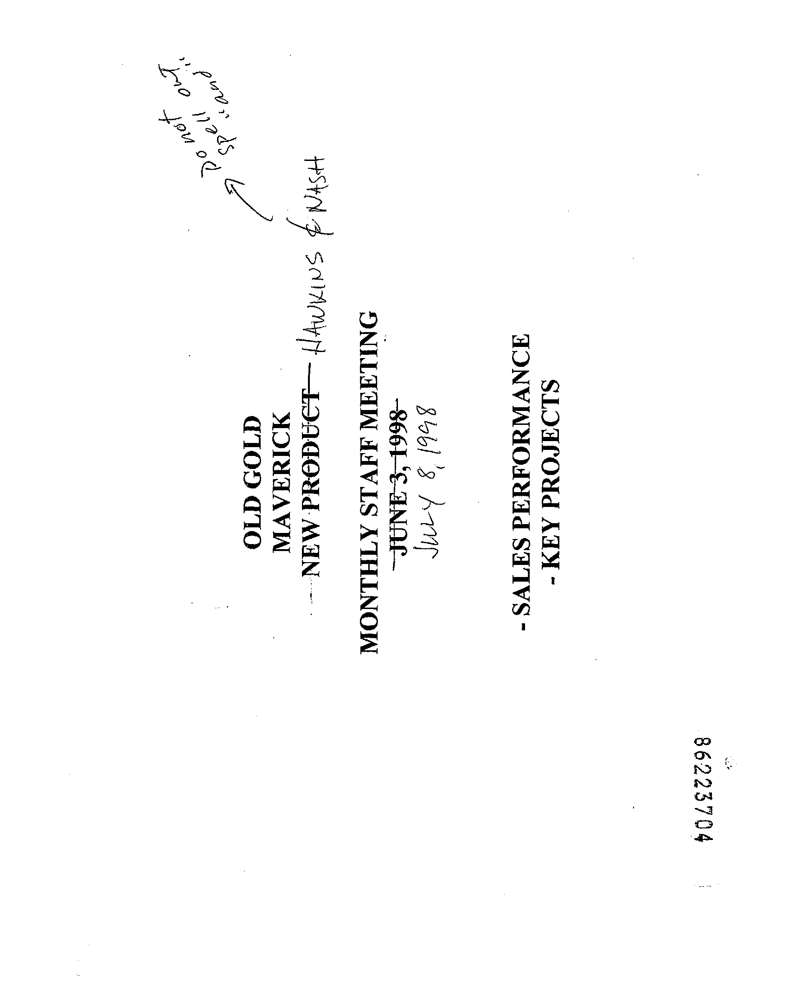 Do not
spell out
"and"
OLD GOLD
MAVERICK
NEW PRODUCT HAWKINS & NASH
MONTHLY STAFF MEETING
JUNE 3, 1998
JULY 8, 1998
- SALES PERFORMANCE
- KEY PROJECTS
86223704